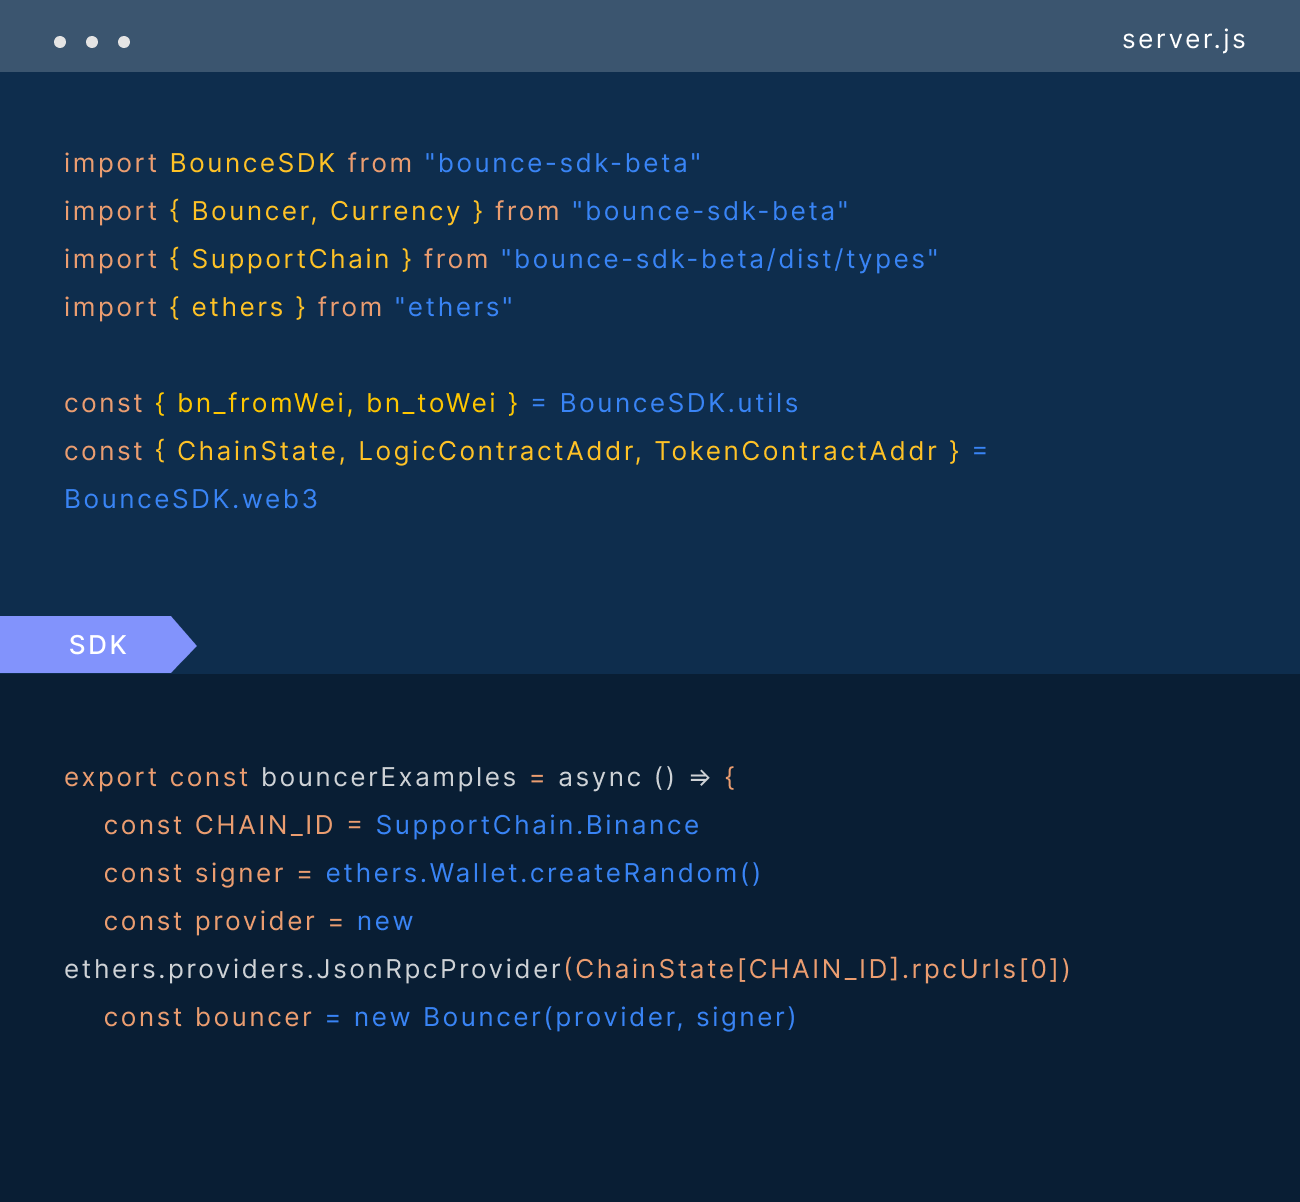 server.js
import BounceSDK from "bounce-sdk-beta"
import { Bouncer, Currency } from "bounce-sdk-beta"
import { SupportChain } from "bounce-sdk-beta/dist/types"
import { ethers } from "ethers"
const { bn_fromWei, bn_toWei } = BounceSDK.utils
const { ChainState, LogicContractAddr, TokenContractAddr } =
BounceSDK.web3
SDK
export const bouncerExamples = async () ⇒ {
const CHAIN_ID = SupportChain.Binance
const signer = ethers.Wallet.createRandom()
const provider = new
ethers.providers.JsonRpcProvider(ChainState[CHAIN_ID].rpcUrls[0])
const bouncer = new Bouncer(provider, signer)